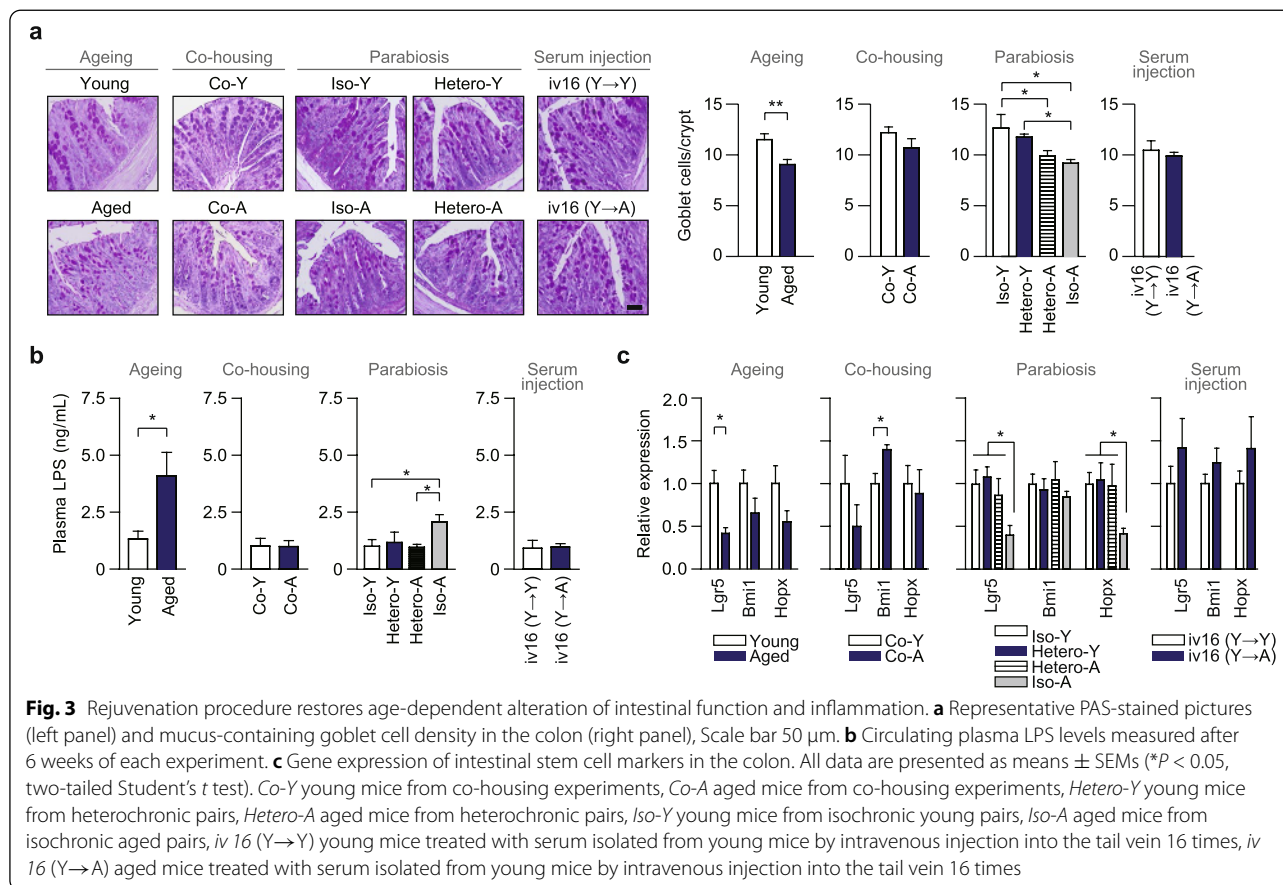 a
Ageing Co-housing Parabiosis Serum injection
Young Co-Y Iso-Y Hetero-Y iv16 (Y→Y)
Aged Co-A Iso-A Hetero-A iv16 (Y→A)
Ageing Co-housing Parabiosis Serum injection
Goblet cells/crypt
15 15 15 15
10 10 10 10
5 5 5 5
0 0 0 0
** * * *
Young Aged Co-Y Co-A Iso-Y Hetero-Y Hetero-A Iso-A iv16 (Y→Y) iv16 (Y→A)
b
Ageing Co-housing Parabiosis Serum injection
Plasma LPS (ng/mL)
7.5 7.5 7.5 7.5
5.0 5.0 5.0 5.0
2.5 2.5 2.5 2.5
0 0 0 0
* * *
Young Aged Co-Y Co-A Iso-Y Hetero-Y Hetero-A Iso-A iv16 (Y→Y) iv16 (Y→A)
c
Ageing Co-housing Parabiosis Serum injection
Relative expression
2.0
1.5
1.0
0.5
0
* * * *
Lgr5 Bmi1 Hopx Lgr5 Bmi1 Hopx Lgr5 Bmi1 Hopx Lgr5 Bmi1 Hopx
Young
Aged
Co-Y
Co-A
Iso-Y
Hetero-Y
Hetero-A
Iso-A
iv16 (Y→Y)
iv16 (Y→A)
Fig. 3 Rejuvenation procedure restores age-dependent alteration of intestinal function and inflammation. a Representative PAS-stained pictures
(left panel) and mucus-containing goblet cell density in the colon (right panel), Scale bar 50 μm. b Circulating plasma LPS levels measured after
6 weeks of each experiment. c Gene expression of intestinal stem cell markers in the colon. All data are presented as means ± SEMs (*P < 0.05,
two-tailed Student's t test). Co-Y young mice from co-housing experiments, Co-A aged mice from co-housing experiments, Hetero-Y young mice
from heterochronic pairs, Hetero-A aged mice from heterochronic pairs, Iso-Y young mice from isochronic young pairs, Iso-A aged mice from
isochronic aged pairs, iv 16 (Y→Y) young mice treated with serum isolated from young mice by intravenous injection into the tail vein 16 times, iv
16 (Y→A) aged mice treated with serum isolated from young mice by intravenous injection into the tail vein 16 times